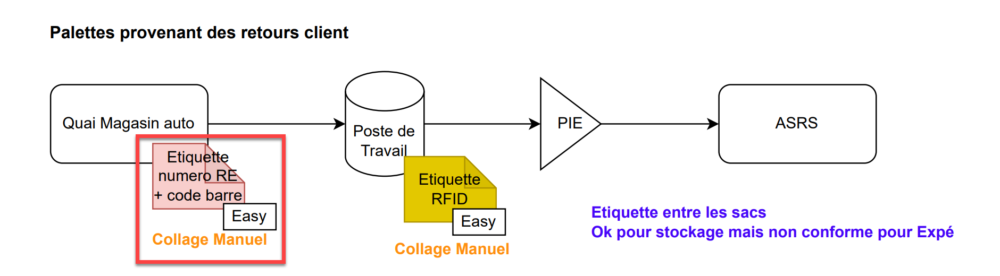 Palettes provenant des retours client
Quai Magasin auto
Etiquette
numero RE
+ code barre
Easy
Collage Manuel
Poste de
Travail
Etiquette
RFID
Easy
Collage Manuel
PIE
ASRS
Etiquette entre les sacs
Ok pour stockage mais non conforme pour Expé